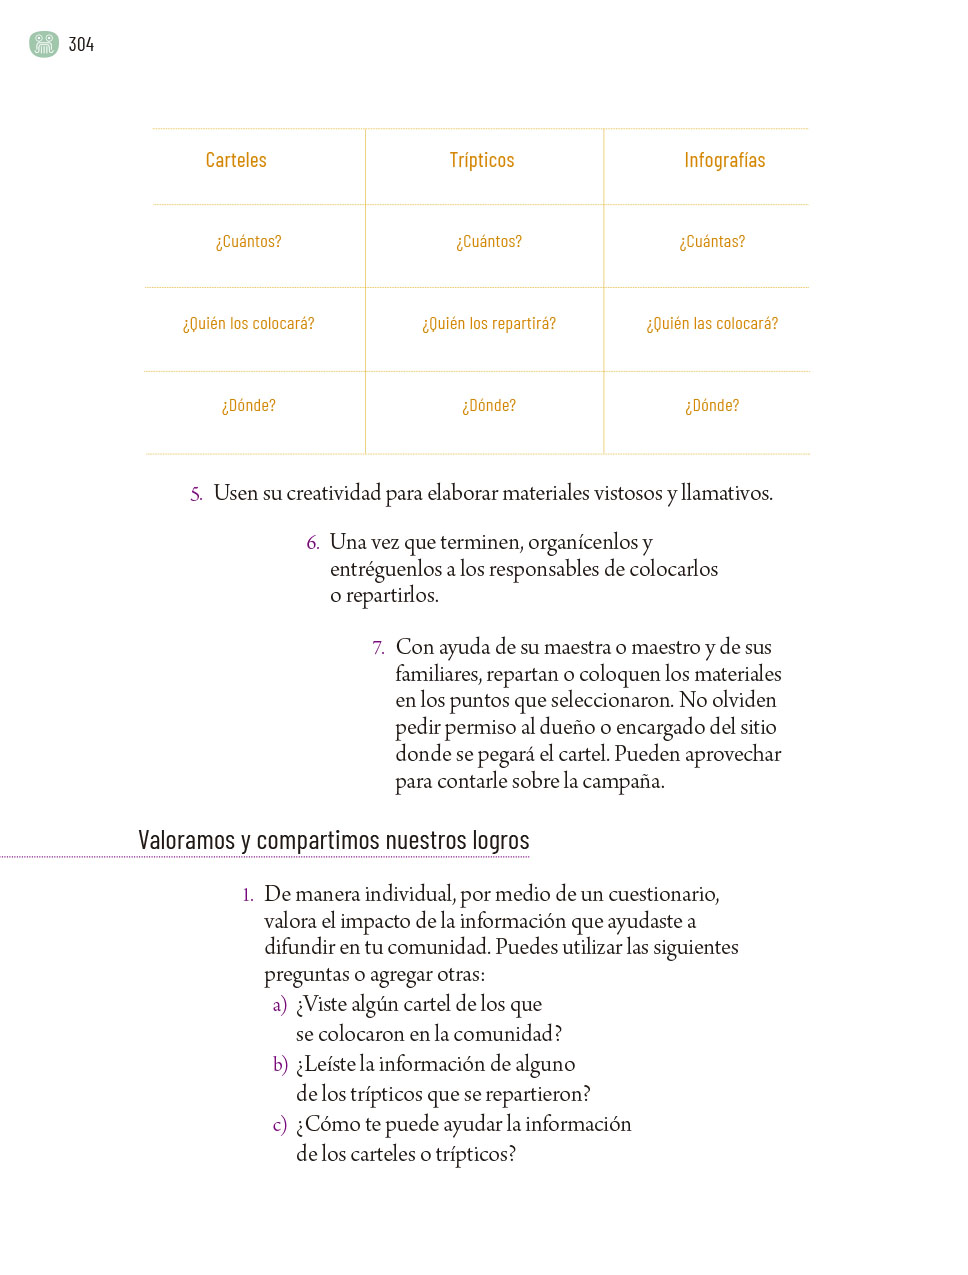 304
Carteles Trípticos Infografías
¿Cuántos? ¿Cuántos? ¿Cuántas?
¿Quién los colocará? ¿Quién los repartirá? ¿Quién las colocará?
¿Dónde? ¿Dónde? ¿Dónde?
5. Usen su creatividad para elaborar materiales vistosos y llamativos.
6. Una vez que terminen, organícenlos y
entréguenlos a los responsables de colocarlos
o repartirlos.
7. Con ayuda de su maestra o maestro y de sus
familiares, repartan o coloquen los materiales
en los puntos que seleccionaron. No olviden
pedir permiso al dueño o encargado del sitio
donde se pegará el cartel. Pueden aprovechar
para contarle sobre la campaña.
Valoramos y compartimos nuestros logros
1. De manera individual, por medio de un cuestionario,
valora el impacto de la información que ayudaste a
difundir en tu comunidad. Puedes utilizar las siguientes
preguntas o agregar otras:
a) ¿Viste algún cartel de los que
se colocaron en la comunidad?
b) ¿Leíste la información de alguno
de los trípticos que se repartieron?
c) ¿Cómo te puede ayudar la información
de los carteles o trípticos?